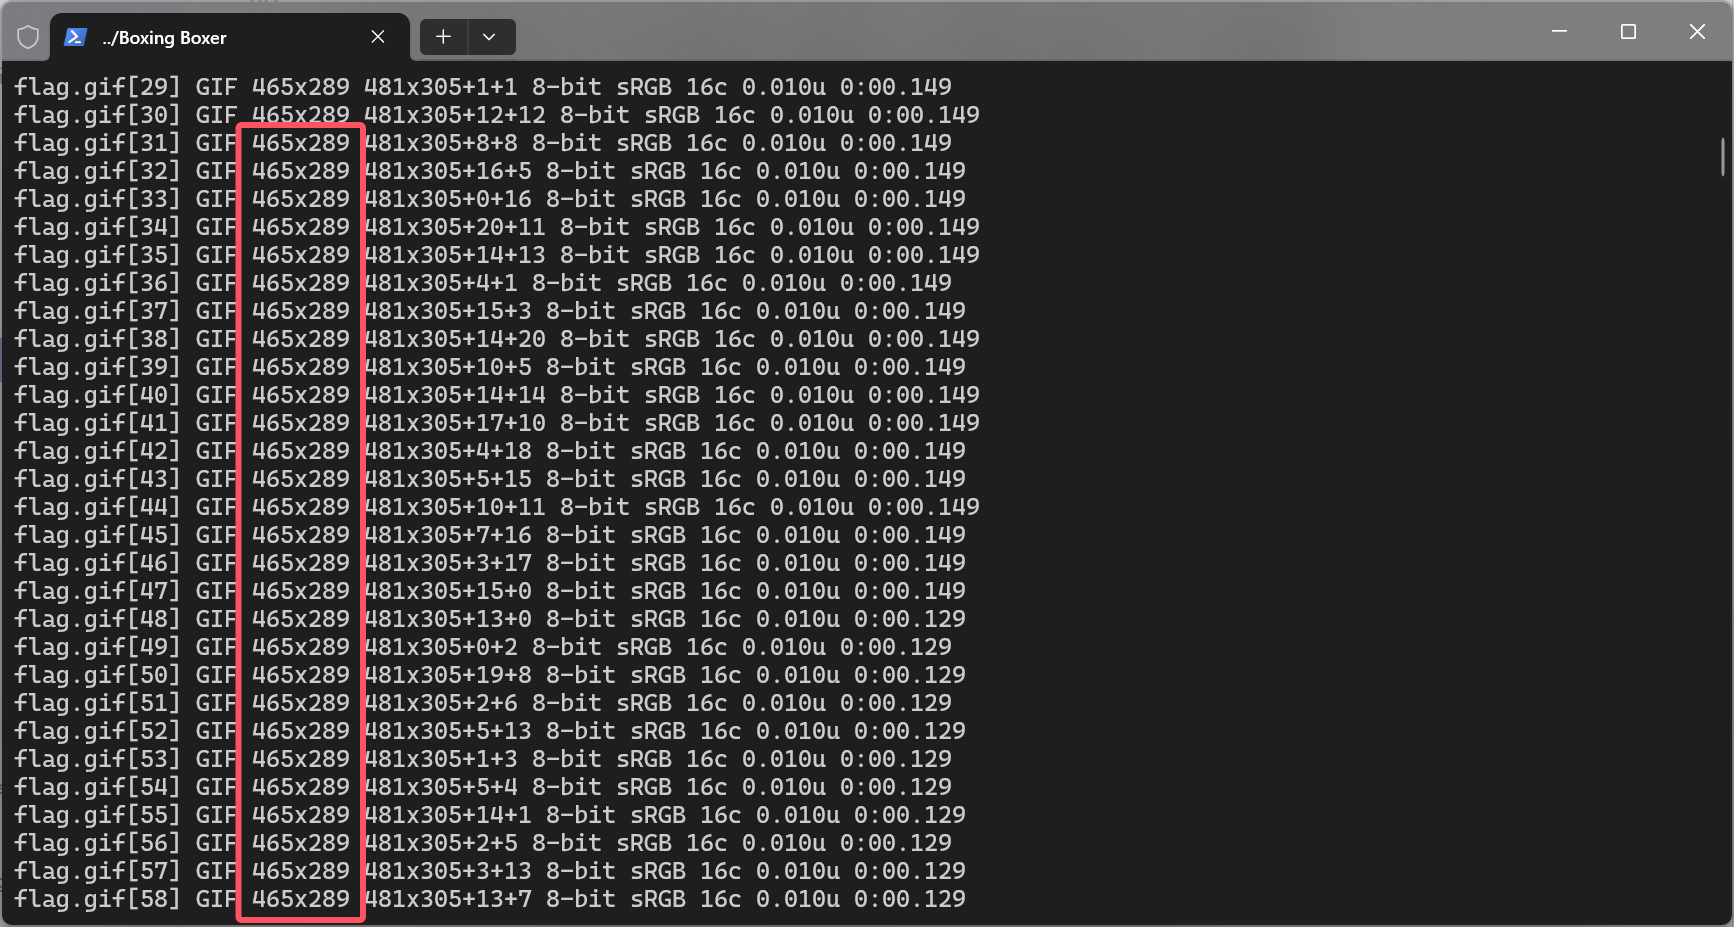 ../Boxing Boxer
flag.gif[29] GIF 465x289 481x305+1+1 8-bit sRGB 16c 0.010u 0:00.149
flag.gif[30] GIF 465x289 481x305+12+12 8-bit sRGB 16c 0.010u 0:00.149
flag.gif[31] GIF 465x289 481x305+8+8 8-bit sRGB 16c 0.010u 0:00.149
flag.gif[32] GIF 465x289 481x305+16+5 8-bit sRGB 16c 0.010u 0:00.149
flag.gif[33] GIF 465x289 481x305+0+16 8-bit sRGB 16c 0.010u 0:00.149
flag.gif[34] GIF 465x289 481x305+20+11 8-bit sRGB 16c 0.010u 0:00.149
flag.gif[35] GIF 465x289 481x305+14+13 8-bit sRGB 16c 0.010u 0:00.149
flag.gif[36] GIF 465x289 481x305+4+1 8-bit sRGB 16c 0.010u 0:00.149
flag.gif[37] GIF 465x289 481x305+15+3 8-bit sRGB 16c 0.010u 0:00.149
flag.gif[38] GIF 465x289 481x305+14+20 8-bit sRGB 16c 0.010u 0:00.149
flag.gif[39] GIF 465x289 481x305+10+5 8-bit sRGB 16c 0.010u 0:00.149
flag.gif[40] GIF 465x289 481x305+14+14 8-bit sRGB 16c 0.010u 0:00.149
flag.gif[41] GIF 465x289 481x305+17+10 8-bit sRGB 16c 0.010u 0:00.149
flag.gif[42] GIF 465x289 481x305+4+18 8-bit sRGB 16c 0.010u 0:00.149
flag.gif[43] GIF 465x289 481x305+5+15 8-bit sRGB 16c 0.010u 0:00.149
flag.gif[44] GIF 465x289 481x305+10+11 8-bit sRGB 16c 0.010u 0:00.149
flag.gif[45] GIF 465x289 481x305+7+16 8-bit sRGB 16c 0.010u 0:00.149
flag.gif[46] GIF 465x289 481x305+3+17 8-bit sRGB 16c 0.010u 0:00.149
flag.gif[47] GIF 465x289 481x305+15+0 8-bit sRGB 16c 0.010u 0:00.149
flag.gif[48] GIF 465x289 481x305+13+0 8-bit sRGB 16c 0.010u 0:00.129
flag.gif[49] GIF 465x289 481x305+0+2 8-bit sRGB 16c 0.010u 0:00.129
flag.gif[50] GIF 465x289 481x305+19+8 8-bit sRGB 16c 0.010u 0:00.129
flag.gif[51] GIF 465x289 481x305+2+6 8-bit sRGB 16c 0.010u 0:00.129
flag.gif[52] GIF 465x289 481x305+5+13 8-bit sRGB 16c 0.010u 0:00.129
flag.gif[53] GIF 465x289 481x305+1+3 8-bit sRGB 16c 0.010u 0:00.129
flag.gif[54] GIF 465x289 481x305+5+4 8-bit sRGB 16c 0.010u 0:00.129
flag.gif[55] GIF 465x289 481x305+14+1 8-bit sRGB 16c 0.010u 0:00.129
flag.gif[56] GIF 465x289 481x305+2+5 8-bit sRGB 16c 0.010u 0:00.129
flag.gif[57] GIF 465x289 481x305+3+13 8-bit sRGB 16c 0.010u 0:00.129
flag.gif[58] GIF 465x289 481x305+13+7 8-bit sRGB 16c 0.010u 0:00.129